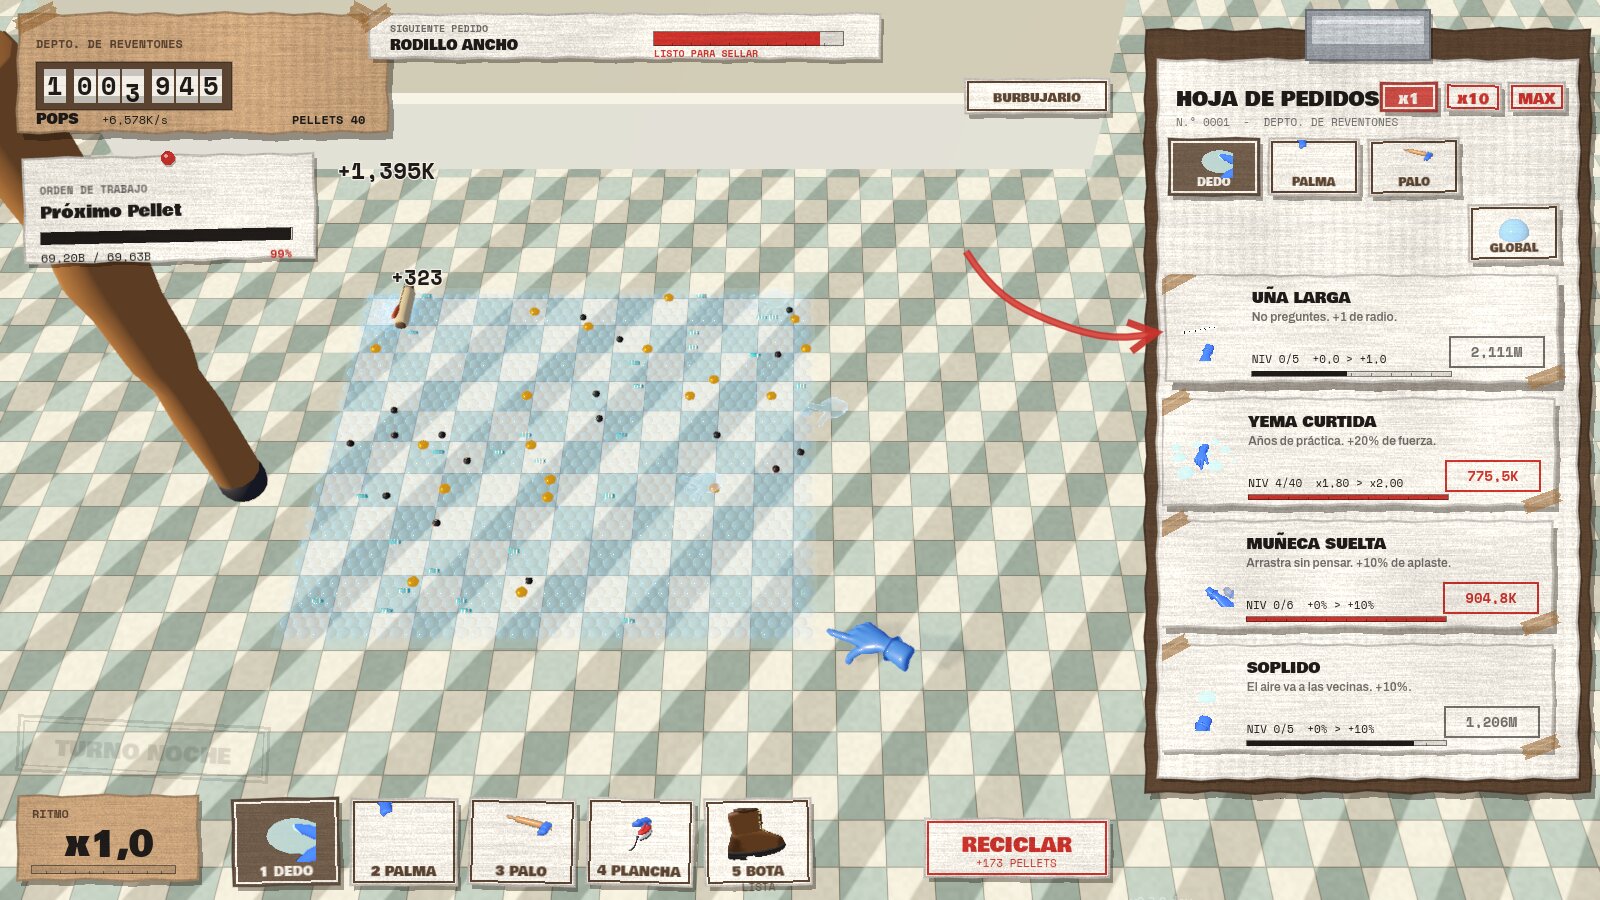 DEPTO. DE REVENTONES
1 003 945
POPS +6,578K/s PELLETS 40
SIGUIENTE PEDIDO
RODILLO ANCHO
LISTO PARA SELLAR
BURBUJARIO
ORDEN DE TRABAJO
Próximo Pellet
69,20B / 69,63B 99%
+1,395K
+323
HOJA DE PEDIDOS x1 x10 MAX
N.° 0001 - DEPTO. DE REVENTONES
DEDO PALMA PALO
GLOBAL
UÑA LARGA
No preguntes. +1 de radio.
NIV 0/5 +0,0 > +1,0 2,111M
YEMA CURTIDA
Años de práctica. +20% de fuerza.
NIV 4/40 x1,80 > x2,00 775,5K
MUÑECA SUELTA
Arrastra sin pensar. +10% de aplaste.
NIV 0/6 +0% > +10% 904,8K
SOPLIDO
El aire va a las vecinas. +10%.
NIV 0/5 +0% > +10% 1,206M
TURNO NOCHE
RITMO
x1,0
1 DEDO 2 PALMA 3 PALO 4 PLANCHA 5 BOTA
LISTA
RECICLAR
+173 PELLETS